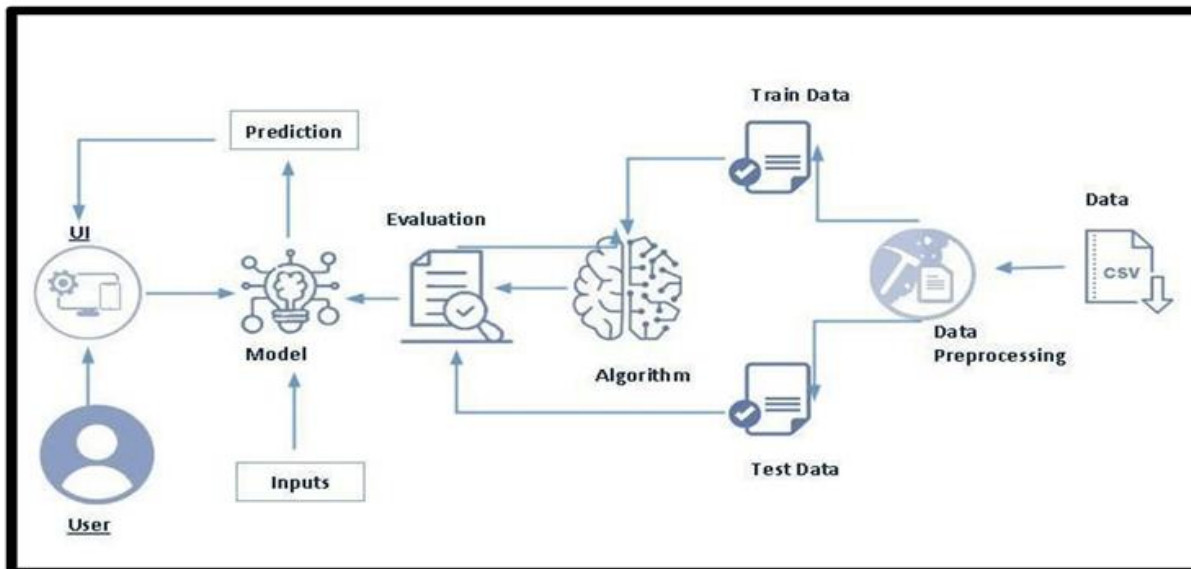 Train Data
Prediction
Data
Evaluation
UI
CSV
Data
Preprocessing
Model
Algorithm
Test Data
Inputs
User